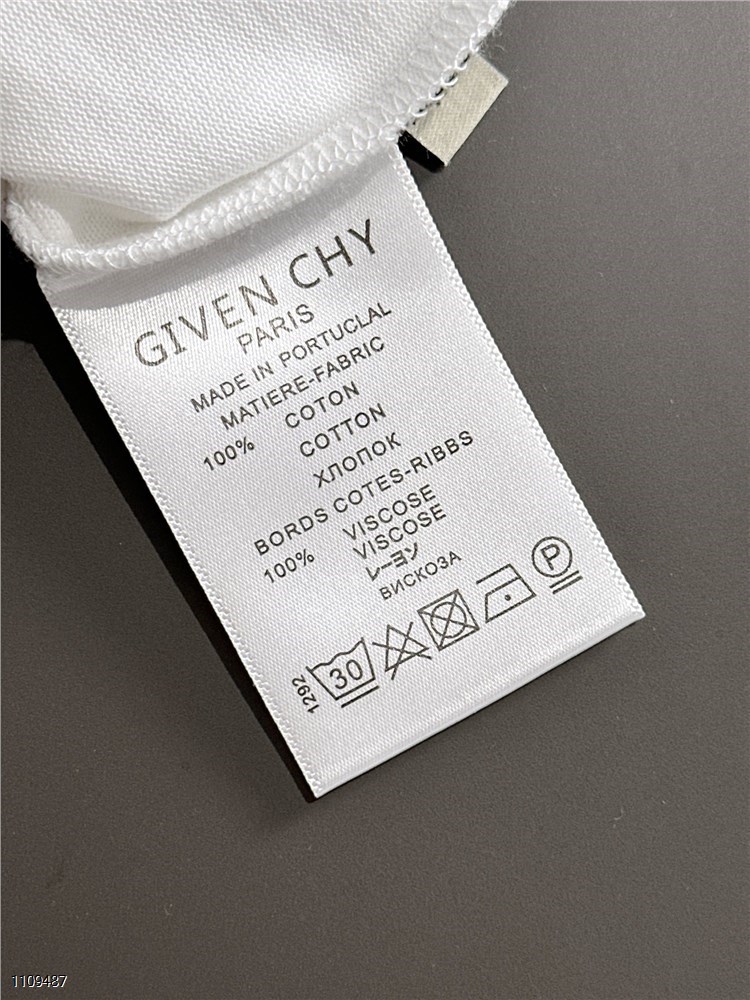 GIVEN CHY
PARIS
MADE IN PORTUCLAL
MATIERE-FABRIC
COTON
100% COTTON
ХЛОПОК
BORDS COTES-RIBBS
VISCOSE
100% VISCOSE
レーヨン
ВИСКОЗА
1292 30 P
1109487